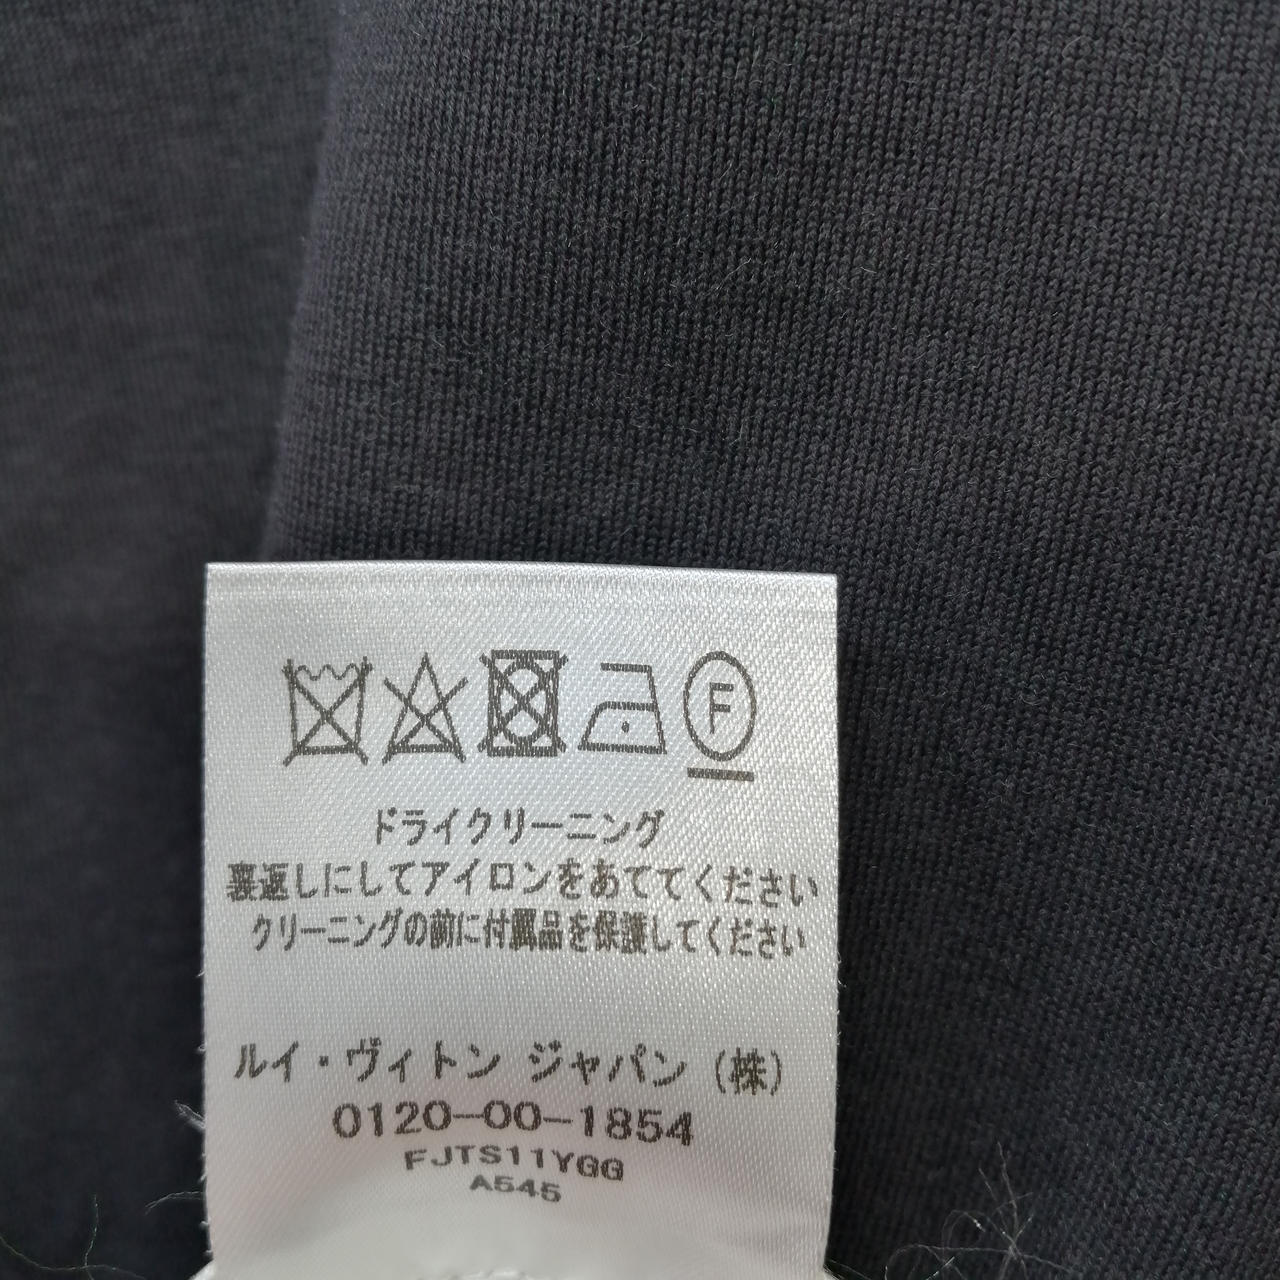 F
ドライクリーニング
裏返しにしてアイロンをあててください
クリーニングの前に付属品を保護してください
ルイ・ヴィトン ジャパン (株)
0120-00-1854
FJTS11YGG
A545